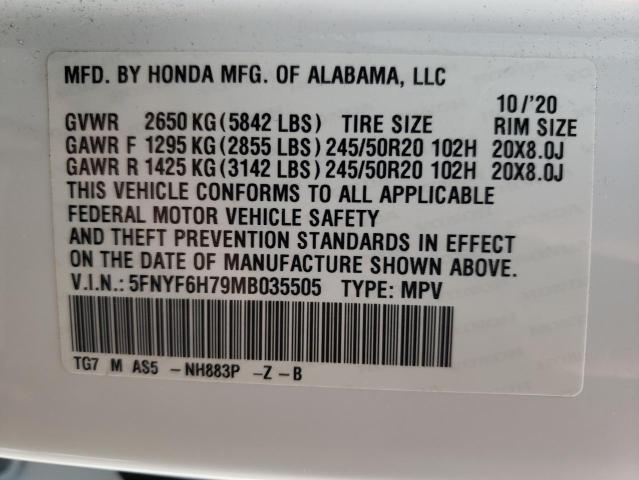 MFD. BY HONDA MFG. OF ALABAMA, LLC
10/'20
GVWR 2650 KG (5842 LBS) TIRE SIZE RIM SIZE
GAWR F 1295 KG (2855 LBS) 245/50R20 102H 20X8.0J
GAWR R 1425 KG (3142 LBS) 245/50R20 102H 20X8.0J
THIS VEHICLE CONFORMS TO ALL APPLICABLE
FEDERAL MOTOR VEHICLE SAFETY
AND THEFT PREVENTION STANDARDS IN EFFECT
ON THE DATE OF MANUFACTURE SHOWN ABOVE.
V.I.N.: 5FNYF6H79MB035505 TYPE: MPV
TG7 M AS5 -NH883P -Z -B